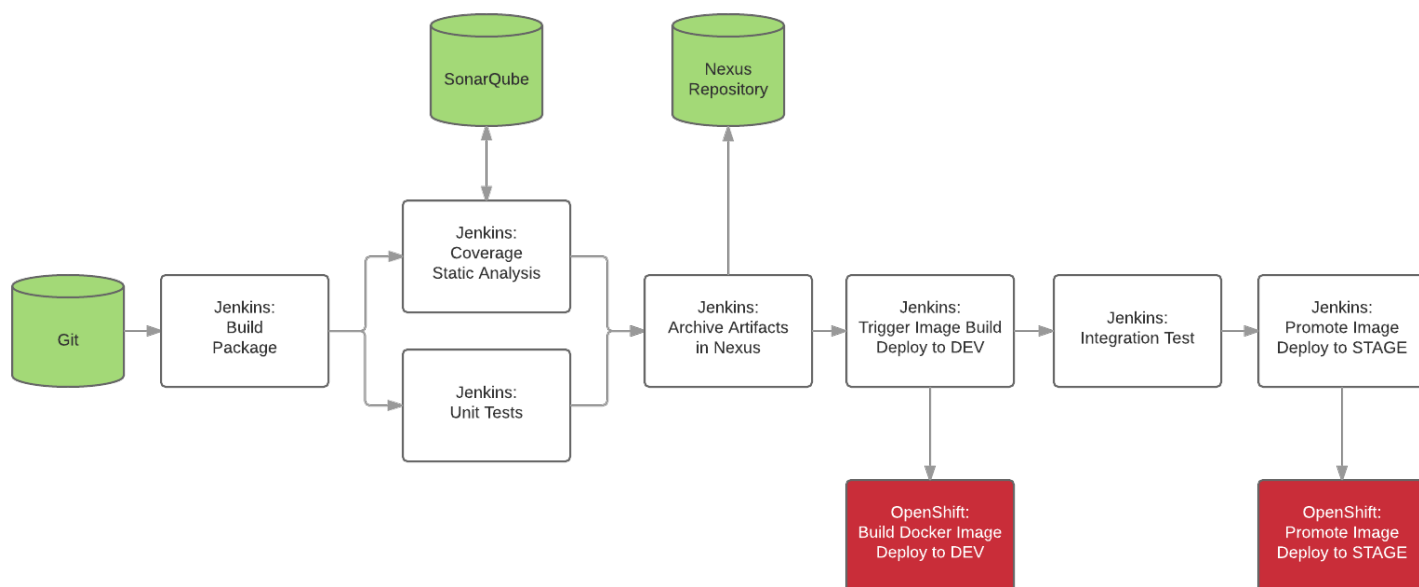 SonarQube
Nexus
Repository
Jenkins:
Coverage
Static Analysis
Git
Jenkins:
Build
Package
Jenkins:
Unit Tests
Jenkins:
Archive Artifacts
in Nexus
Jenkins:
Trigger Image Build
Deploy to DEV
Jenkins:
Integration Test
Jenkins:
Promote Image
Deploy to STAGE
OpenShift:
Build Docker Image
Deploy to DEV
OpenShift:
Promote Image
Deploy to STAGE